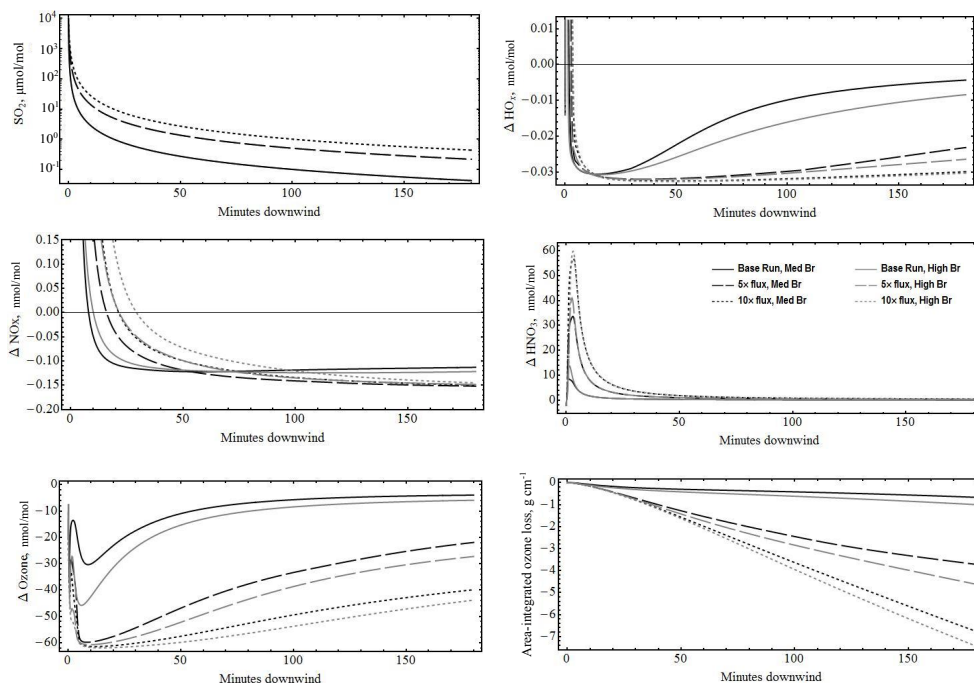 10⁴
10³
10²
10¹
10⁰
10⁻¹
SO₂, μmol/mol
0 50 100 150
Minutes downwind
0.00
−0.01
−0.02
−0.03
Δ HOₓ, nmol/mol
0 50 100 150
Minutes downwind
0.15
0.10
0.05
0.00
−0.05
−0.10
−0.15
−0.20
Δ NOx, nmol/mol
0 50 100 150
Minutes downwind
60
50
40
30
20
10
0
Δ HNO₃, nmol/mol
Base Run, Med Br Base Run, High Br
5× flux, Med Br 5× flux, High Br
10× flux, Med Br 10× flux, High Br
0 50 100 150
Minutes downwind
0
−10
−20
−30
−40
−50
−60
Δ Ozone, nmol/mol
0 50 100 150
Minutes downwind
0
−1
−2
−3
−4
−5
−6
−7
Area-integrated ozone loss, g cm⁻¹
0 50 100 150
Minutes downwind